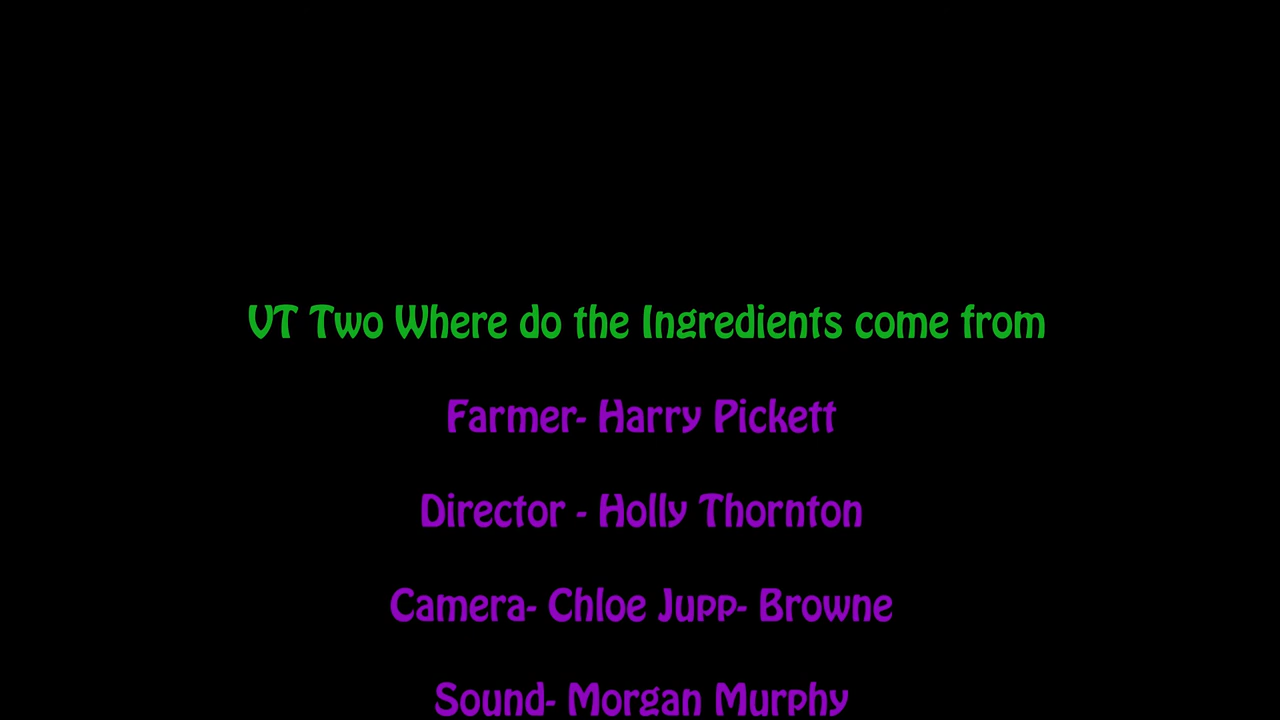 VT Two Where do the Ingredients come from
Farmer- Harry Pickett
Director - Holly Thornton
Camera- Chloe Jupp- Browne
Sound- Morgan Murphy